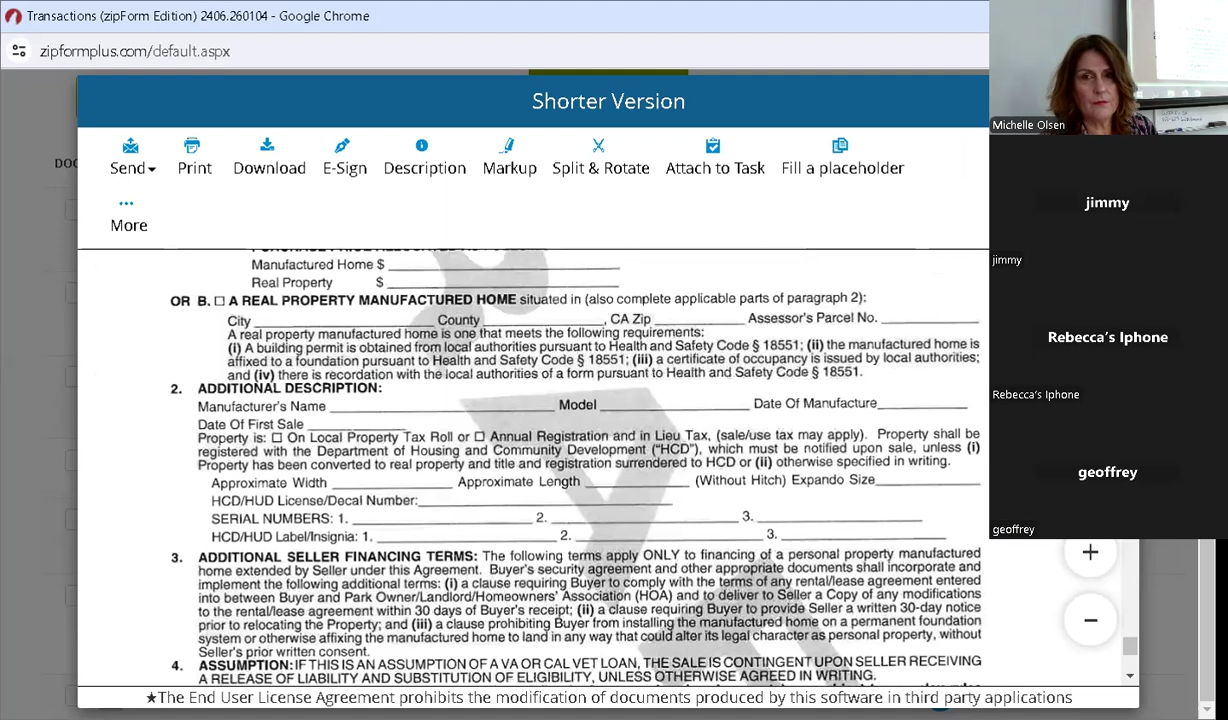 Transactions (zipForm Edition) 2406.260104 - Google Chrome
zipformplus.com/default.aspx
Shorter Version
Send
Print
Download
E-Sign
Description
Markup
Split & Rotate
Attach to Task
Fill a placeholder
More
Manufactured Home $
Real Property $
OR B. ☐ A REAL PROPERTY MANUFACTURED HOME situated in (also complete applicable parts of paragraph 2);
City County , CA Zip Assessor's Parcel No.
A real property manufactured home is one that meets the following requirements:
(i) A building permit is obtained from local authorities pursuant to Health and Safety Code § 18551; (ii) the manufactured home is
affixed to a foundation pursuant to Health and Safety Code § 18551; (iii) a certificate of occupancy is issued by local authorities;
and (iv) there is recordation with the local authorities of a form pursuant to Health and Safety Code § 18551.
2. ADDITIONAL DESCRIPTION:
Manufacturer's Name Model Date Of Manufacture
Date Of First Sale
Property is: ☐ On Local Property Tax Roll or ☐ Annual Registration and in Lieu Tax, (sale/use tax may apply). Property shall be
registered with the Department of Housing and Community Development ("HCD"), which must be notified upon sale, unless (i)
Property has been converted to real property and title and registration surrendered to HCD or (ii) otherwise specified in writing.
Approximate Width Approximate Length (Without Hitch) Expando Size
HCD/HUD License/Decal Number:
SERIAL NUMBERS: 1. 2. 3.
HCD/HUD Label/Insignia: 1. 2. 3.
3. ADDITIONAL SELLER FINANCING TERMS: The following terms apply ONLY to financing of a personal property manufactured
home extended by Seller under this Agreement. Buyer's security agreement and other appropriate documents shall incorporate and
implement the following additional terms: (i) a clause requiring Buyer to comply with the terms of any rental/lease agreement entered
into between Buyer and Park Owner/Landlord/Homeowners' Association (HOA) and to deliver to Seller a Copy of any modifications
to the rental/lease agreement within 30 days of Buyer's receipt; (ii) a clause requiring Buyer to provide Seller a written 30-day notice
prior to relocating the Property; and (iii) a clause prohibiting Buyer from installing the manufactured home on a permanent foundation
system or otherwise affixing the manufactured home to land in any way that could alter its legal character as personal property, without
Seller's prior written consent.
4. ASSUMPTION: IF THIS IS AN ASSUMPTION OF A VA OR CAL VET LOAN, THE SALE IS CONTINGENT UPON SELLER RECEIVING
A RELEASE OF LIABILITY AND SUBSTITUTION OF ELIGIBILITY, UNLESS OTHERWISE AGREED IN WRITING.
★The End User License Agreement prohibits the modification of documents produced by this software in third party applications
Michelle Olsen
jimmy
jimmy
Rebecca's Iphone
Rebecca's Iphone
geoffrey
geoffrey